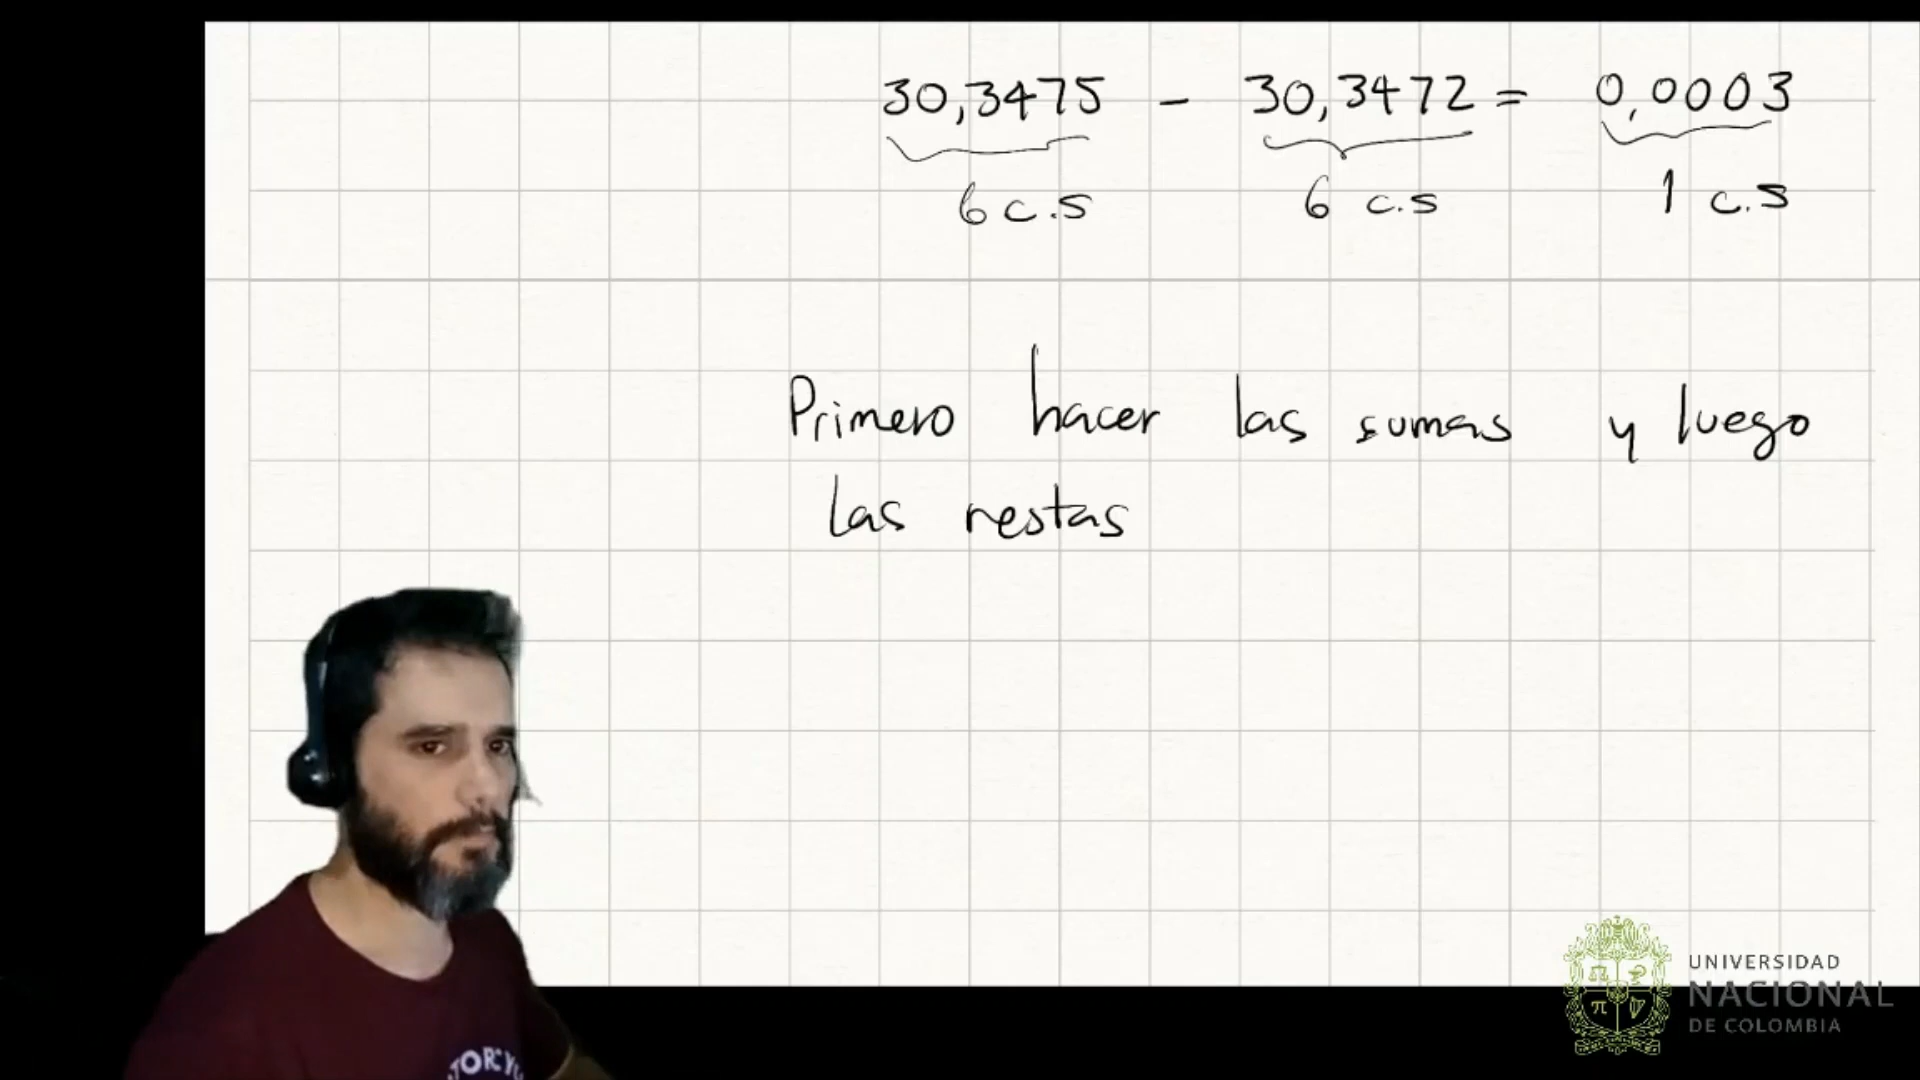 30,3475 - 30,3472 = 0,0003
6 c.s 6 c.s 1 c.s
Primero hacer las sumas y luego
las restas
UNIVERSIDAD
NACIONAL
DE COLOMBIA